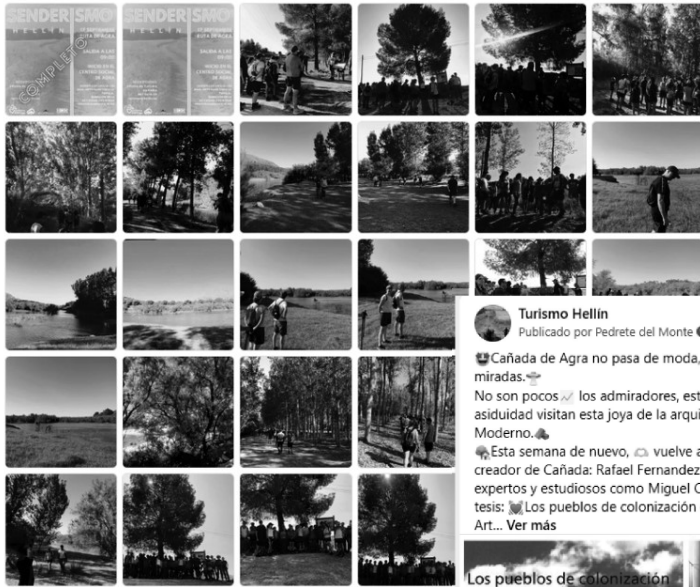 SENDERISMO
HELLÍN
COMPLETO
SENDERISMO
HELLÍN
Turismo Hellín
Publicado por Pedrete del Monte
Cañada de Agra no pasa de moda,
miradas.
No son pocos los admiradores, est
asiduidad visitan esta joya de la arqui
Moderno.
Esta semana de nuevo, vuelve a
creador de Cañada: Rafael Fernandez
expertos y estudiosos como Miguel C
tesis: Los pueblos de colonización
Art... Ver más
Los pueblos de colonización